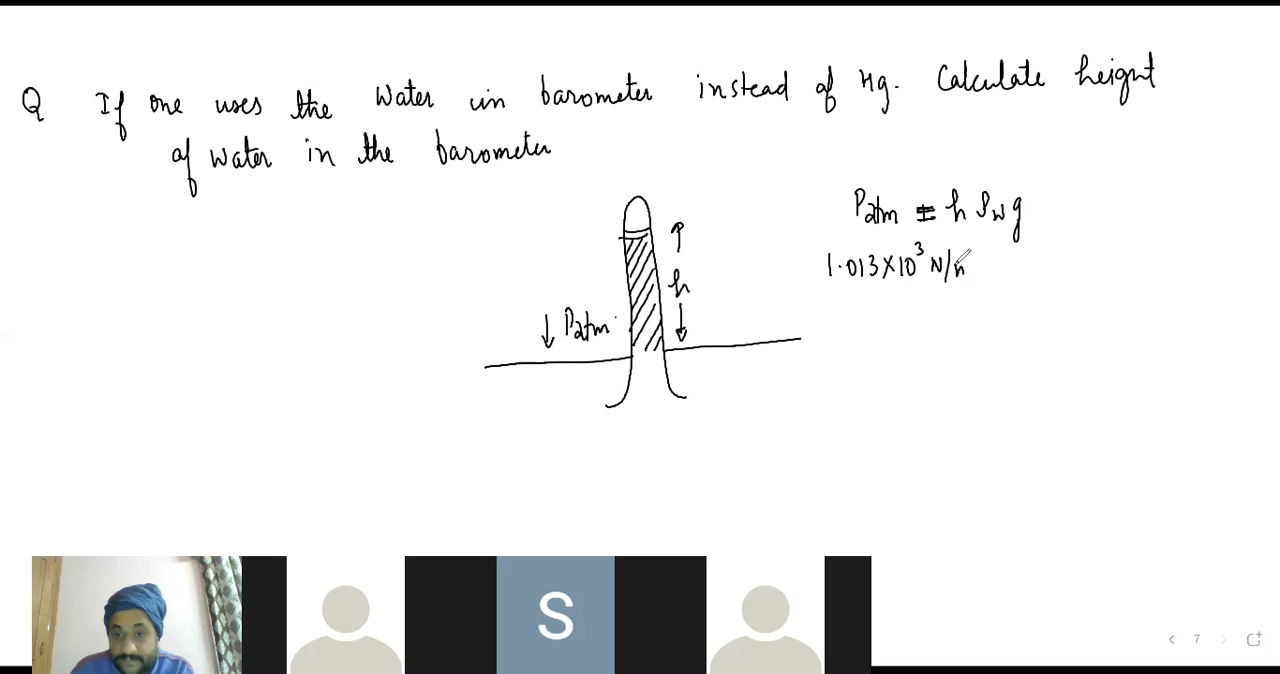 Q If one uses the Water in barometer instead of Hg. Calculate height
of water in the barometer
Patm = h ρw g
1.013×10³ N/
h
↓ Patm
S
7